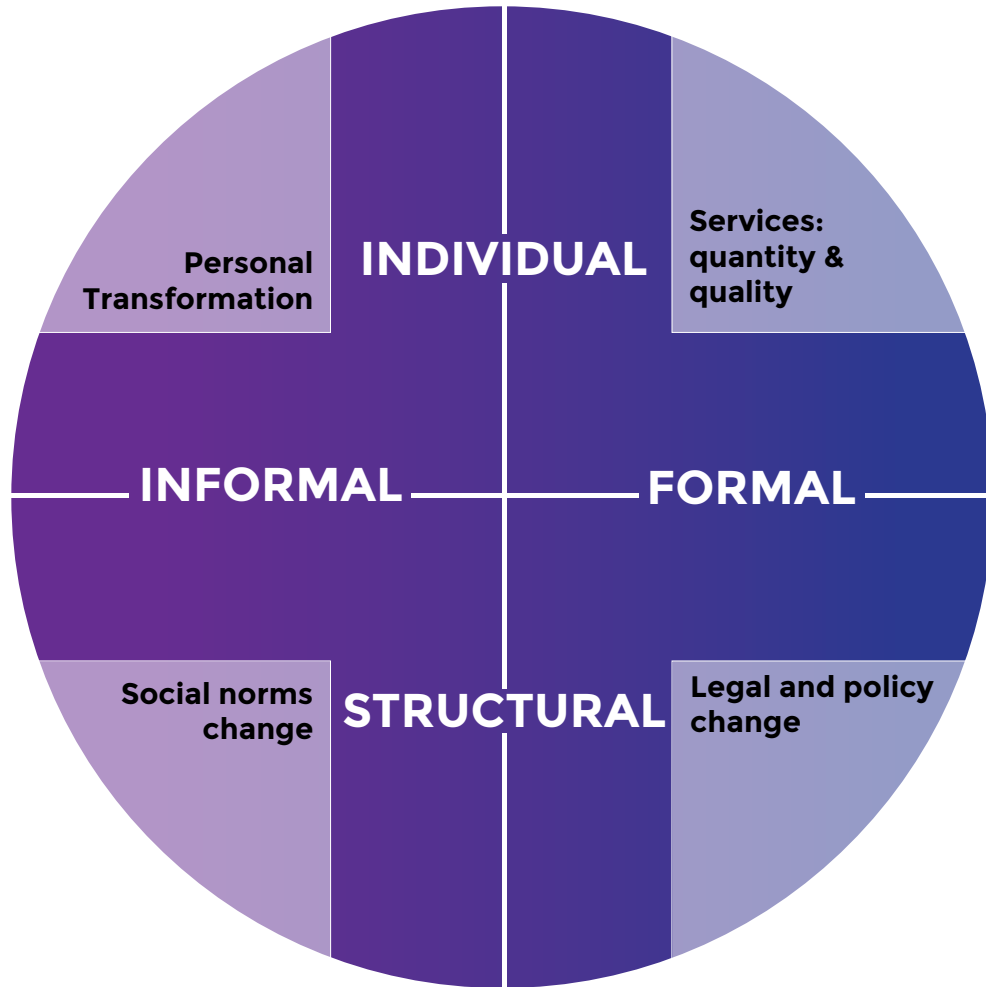 Personal
Transformation
INDIVIDUAL
Services:
quantity &
quality
INFORMAL
FORMAL
Social norms
change
STRUCTURAL
Legal and policy
change